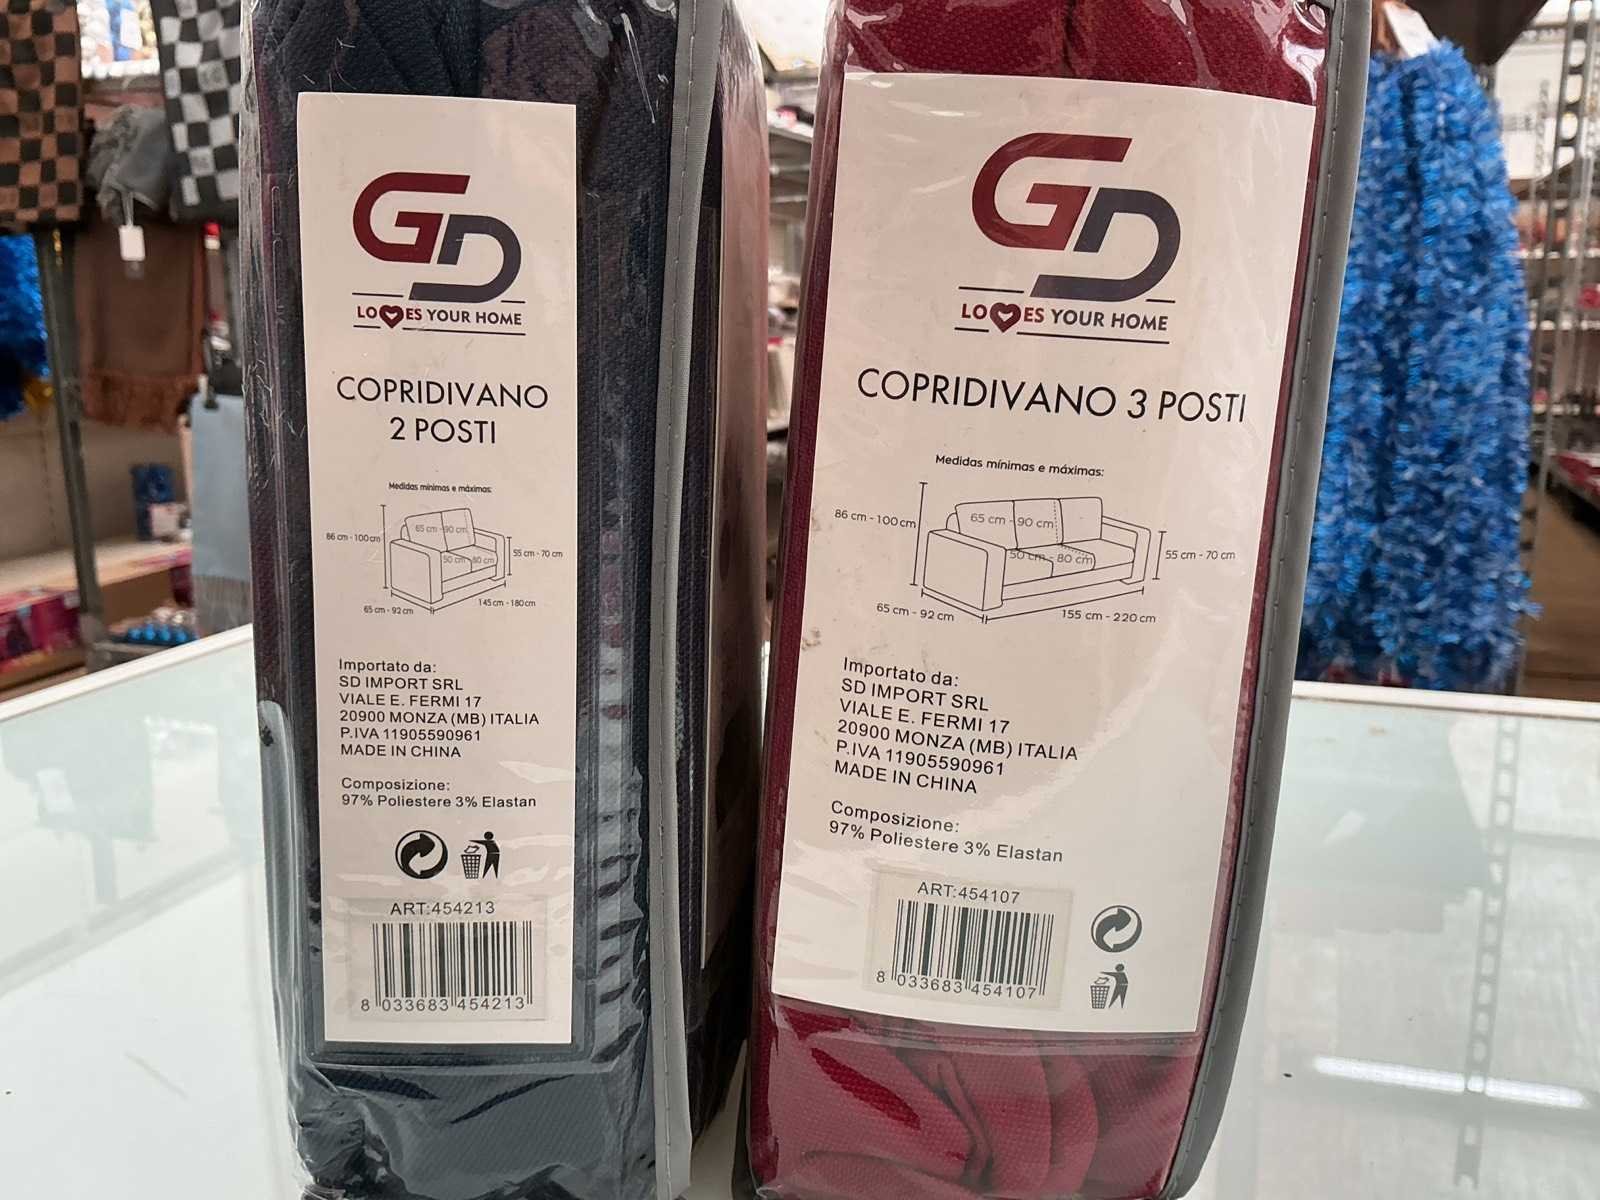 GD
LOVES YOUR HOME
COPRIDIVANO
2 POSTI
Medidas mínimas e máximas:
86 cm - 100 cm
65 cm - 90 cm
50 cm - 80 cm
55 cm - 70 cm
65 cm - 92 cm
145 cm - 180 cm
Importato da:
SD IMPORT SRL
VIALE E. FERMI 17
20900 MONZA (MB) ITALIA
P.IVA 11905590961
MADE IN CHINA
Composizione:
97% Poliestere 3% Elastan
ART:454213
8 033683 454213
GD
LOVES YOUR HOME
COPRIDIVANO 3 POSTI
Medidas mínimas e máximas:
86 cm - 100 cm
65 cm - 90 cm
50 cm - 80 cm
55 cm - 70 cm
65 cm - 92 cm
155 cm - 220 cm
Importato da:
SD IMPORT SRL
VIALE E. FERMI 17
20900 MONZA (MB) ITALIA
P.IVA 11905590961
MADE IN CHINA
Composizione:
97% Poliestere 3% Elastan
ART:454107
8 033683 454107